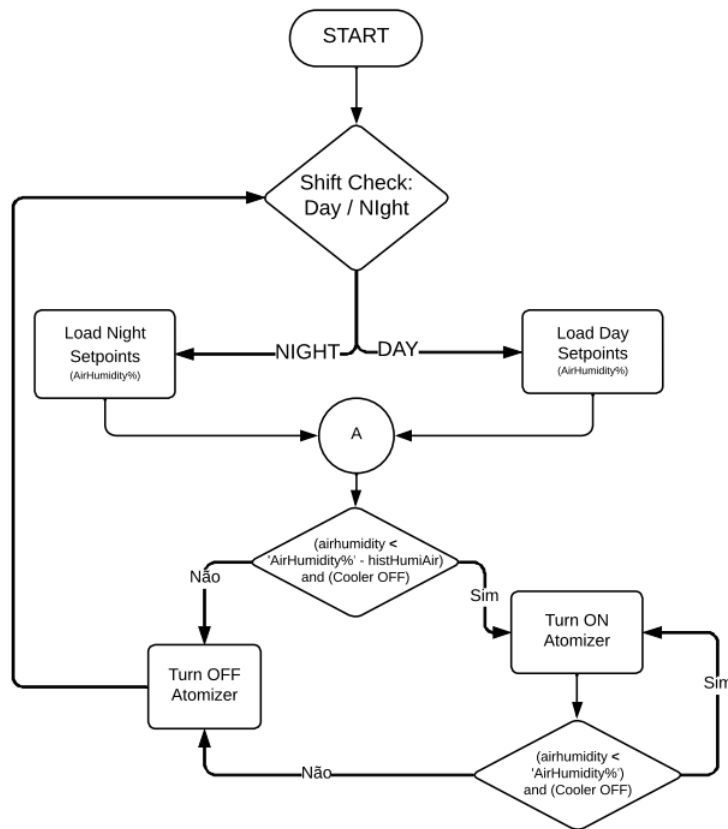 START
Shift Check:
Day / NIght
Load Night
Setpoints
(AirHumidity%)
NIGHT
DAY
Load Day
Setpoints
(AirHumidity%)
A
(airhumidity <
'AirHumidity%' - histHumiAir)
and (Cooler OFF)
Não
Sim
Turn ON
Atomizer
Turn OFF
Atomizer
Sim
(airhumidity <
'AirHumidity%')
and (Cooler OFF)
Não